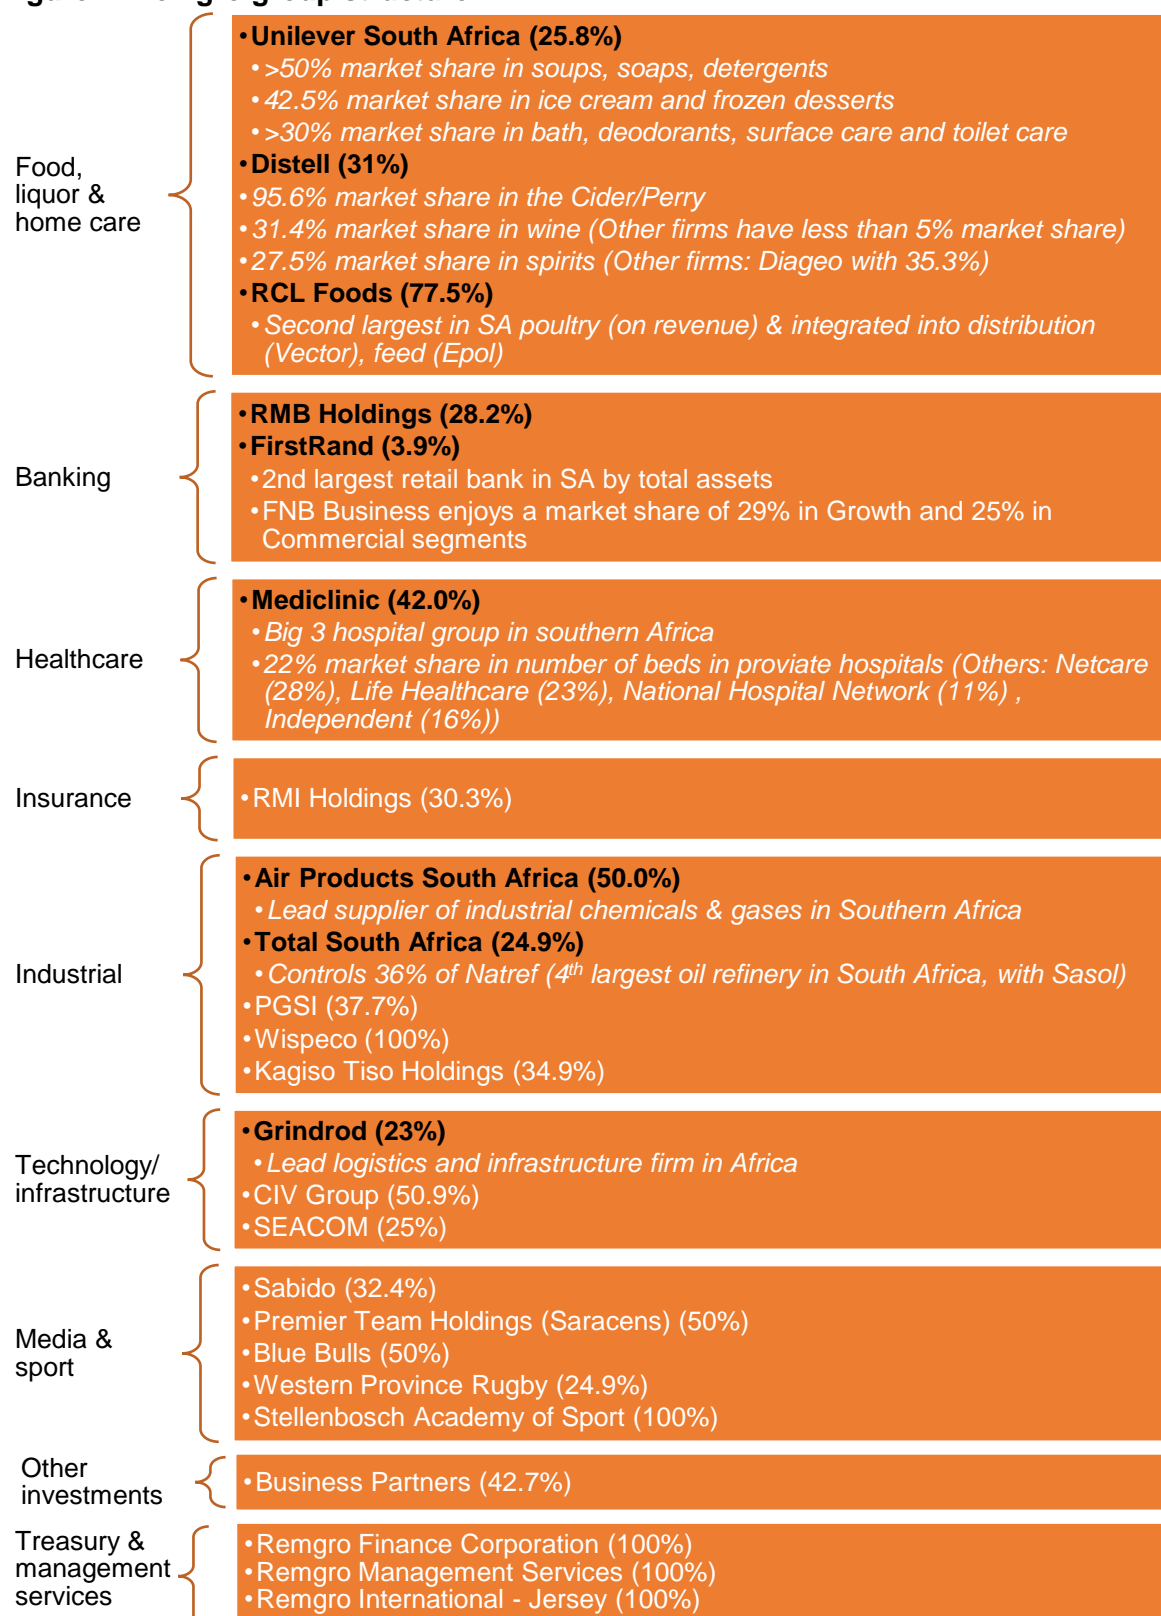 Food,
liquor &
home care
•Unilever South Africa (25.8%)
•>50% market share in soups, soaps, detergents
•42.5% market share in ice cream and frozen desserts
•>30% market share in bath, deodorants, surface care and toilet care
•Distell (31%)
•95.6% market share in the Cider/Perry
•31.4% market share in wine (Other firms have less than 5% market share)
•27.5% market share in spirits (Other firms: Diageo with 35.3%)
•RCL Foods (77.5%)
•Second largest in SA poultry (on revenue) & integrated into distribution
(Vector), feed (Epol)
Banking
•RMB Holdings (28.2%)
•FirstRand (3.9%)
•2nd largest retail bank in SA by total assets
•FNB Business enjoys a market share of 29% in Growth and 25% in
Commercial segments
Healthcare
•Mediclinic (42.0%)
•Big 3 hospital group in southern Africa
•22% market share in number of beds in proviate hospitals (Others: Netcare
(28%), Life Healthcare (23%), National Hospital Network (11%) ,
Independent (16%))
Insurance
•RMI Holdings (30.3%)
Industrial
•Air Products South Africa (50.0%)
•Lead supplier of industrial chemicals & gases in Southern Africa
•Total South Africa (24.9%)
•Controls 36% of Natref (4th largest oil refinery in South Africa, with Sasol)
•PGSI (37.7%)
•Wispeco (100%)
•Kagiso Tiso Holdings (34.9%)
Technology/
infrastructure
•Grindrod (23%)
•Lead logistics and infrastructure firm in Africa
•CIV Group (50.9%)
•SEACOM (25%)
Media &
sport
•Sabido (32.4%)
•Premier Team Holdings (Saracens) (50%)
•Blue Bulls (50%)
•Western Province Rugby (24.9%)
•Stellenbosch Academy of Sport (100%)
Other
investments
•Business Partners (42.7%)
Treasury &
management
services
•Remgro Finance Corporation (100%)
•Remgro Management Services (100%)
•Remgro International - Jersey (100%)